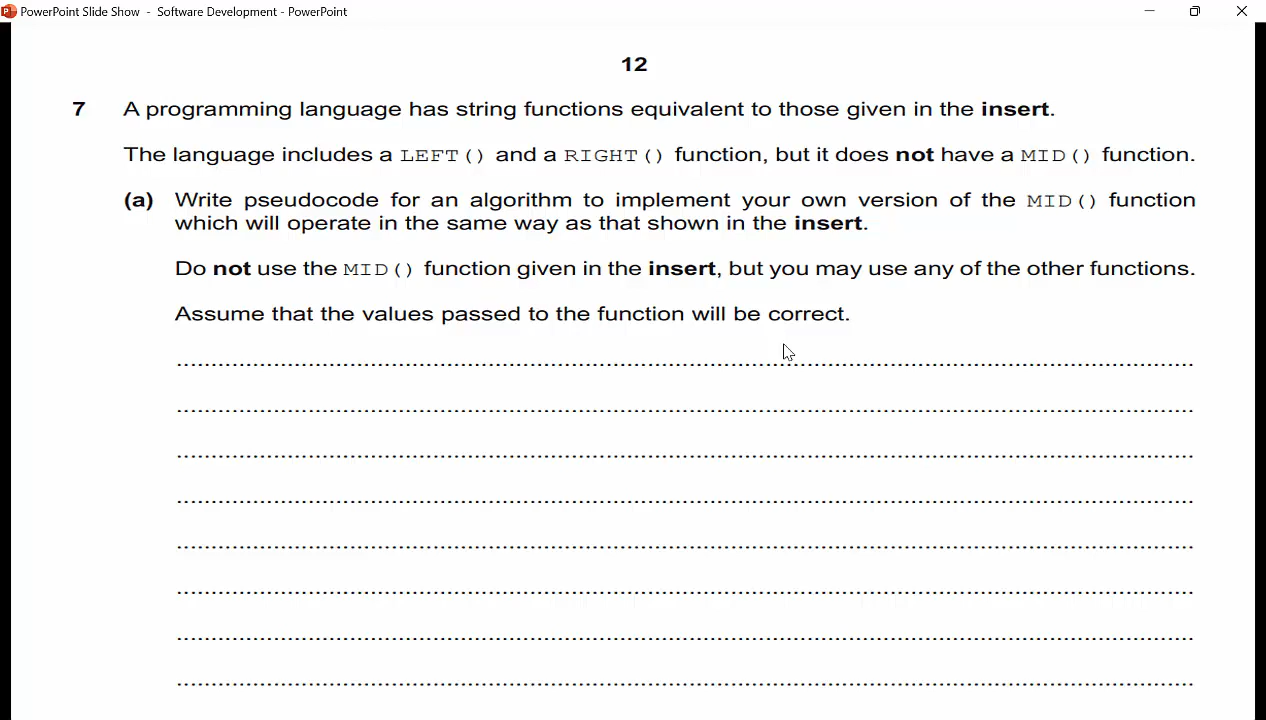 PowerPoint Slide Show - Software Development - PowerPoint
12
7 A programming language has string functions equivalent to those given in the insert.
The language includes a LEFT() and a RIGHT() function, but it does not have a MID() function.
(a) Write pseudocode for an algorithm to implement your own version of the MID() function
which will operate in the same way as that shown in the insert.
Do not use the MID() function given in the insert, but you may use any of the other functions.
Assume that the values passed to the function will be correct.